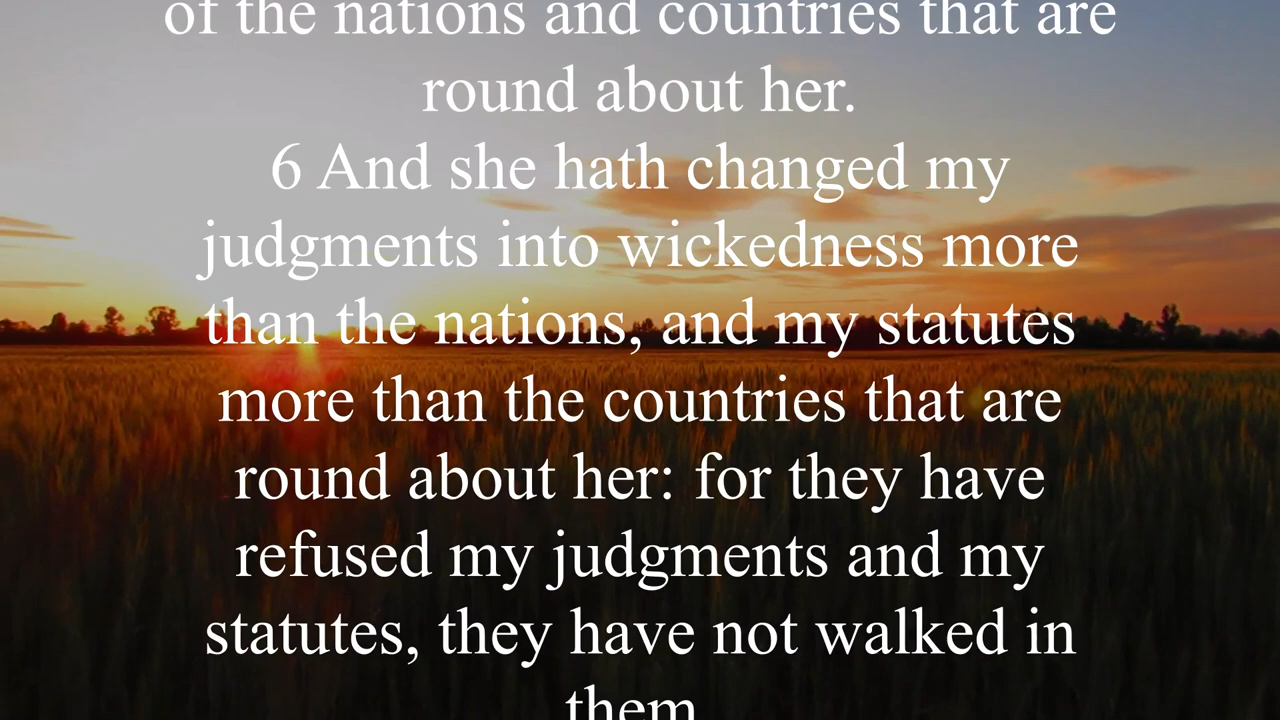 of the nations and countries that are
round about her.
6 And she hath changed my
judgments into wickedness more
than the nations, and my statutes
more than the countries that are
round about her: for they have
refused my judgments and my
statutes, they have not walked in
them